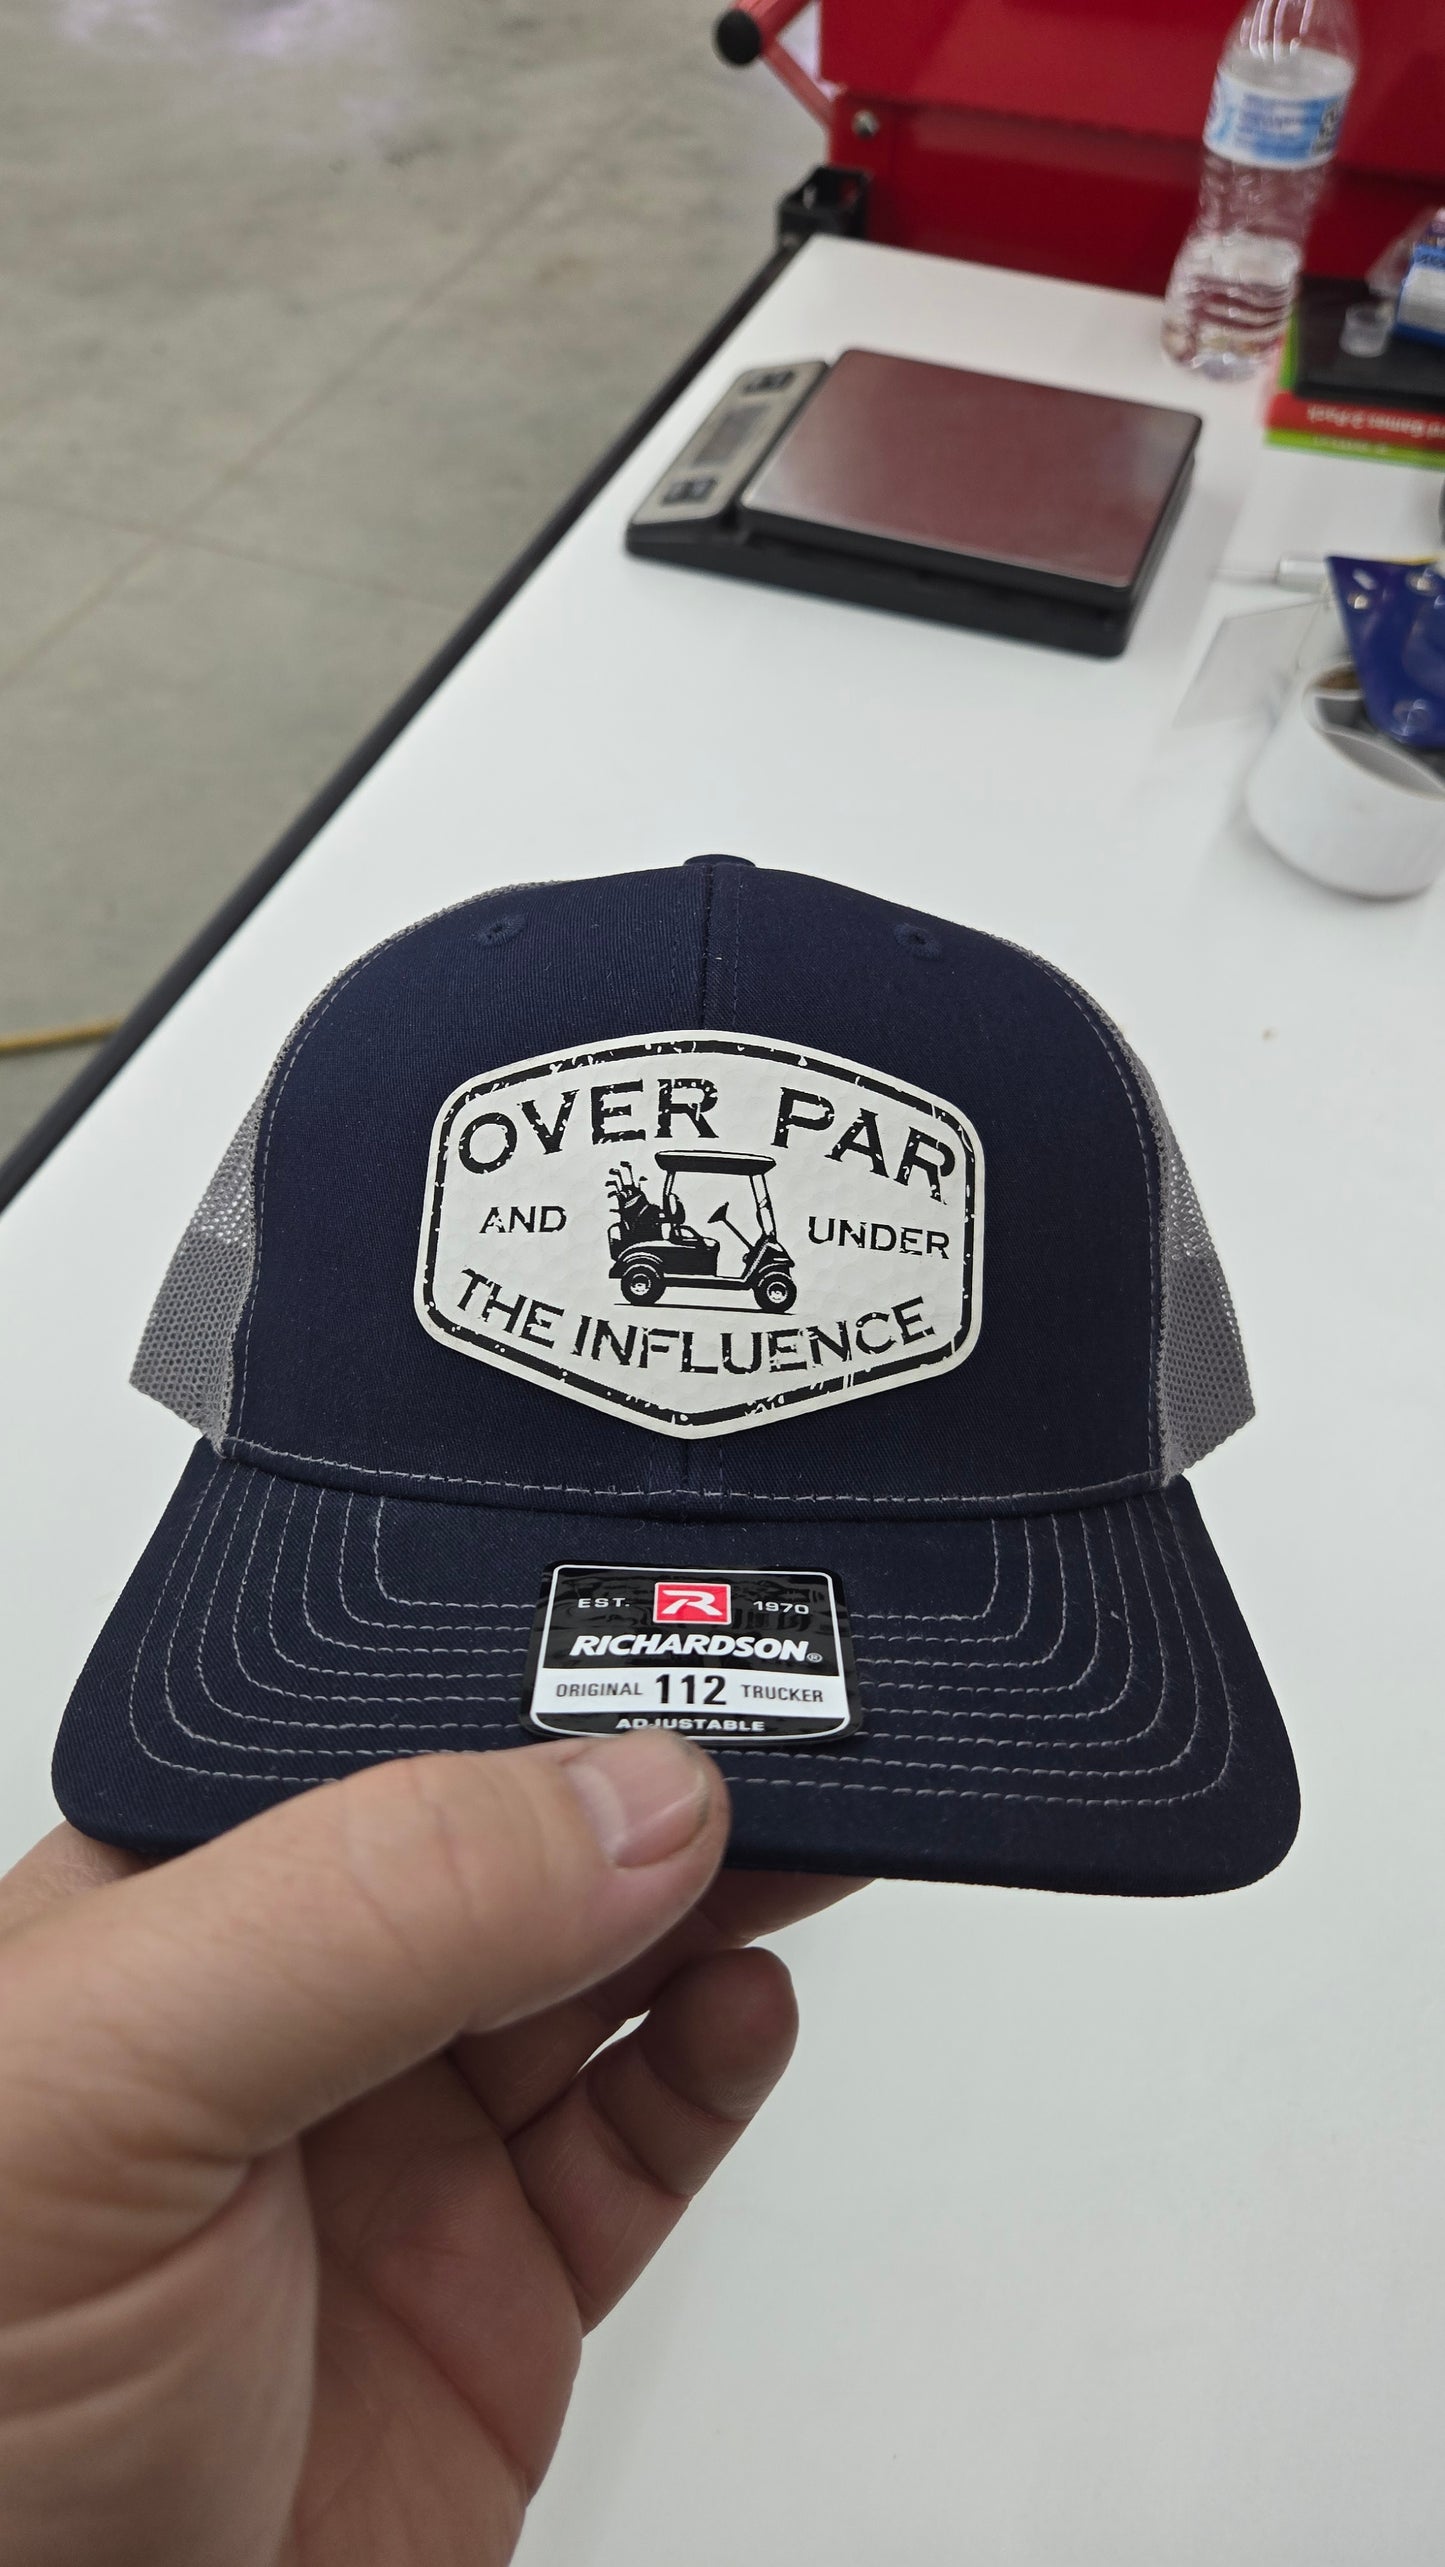 OVER PAR
AND UNDER
THE INFLUENCE
EST. R 1970
RICHARDSON®
ORIGINAL 112 TRUCKER
ADJUSTABLE